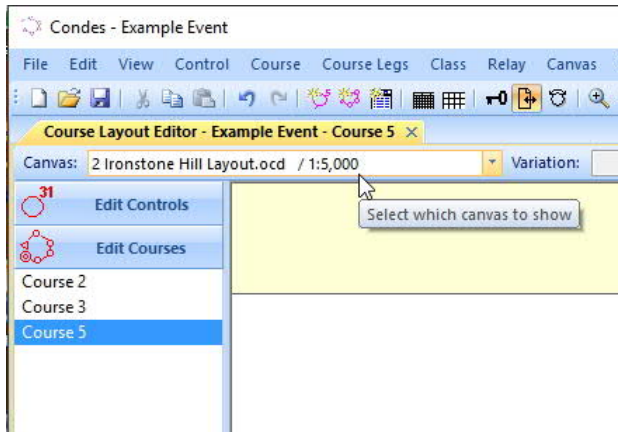 Condes - Example Event
File Edit View Control Course Course Legs Class Relay Canvas
Course Layout Editor - Example Event - Course 5
Canvas: 2 Ironstone Hill Layout.ocd / 1:5,000 Variation:
31
Edit Controls
Select which canvas to show
Edit Courses
Course 2
Course 3
Course 5